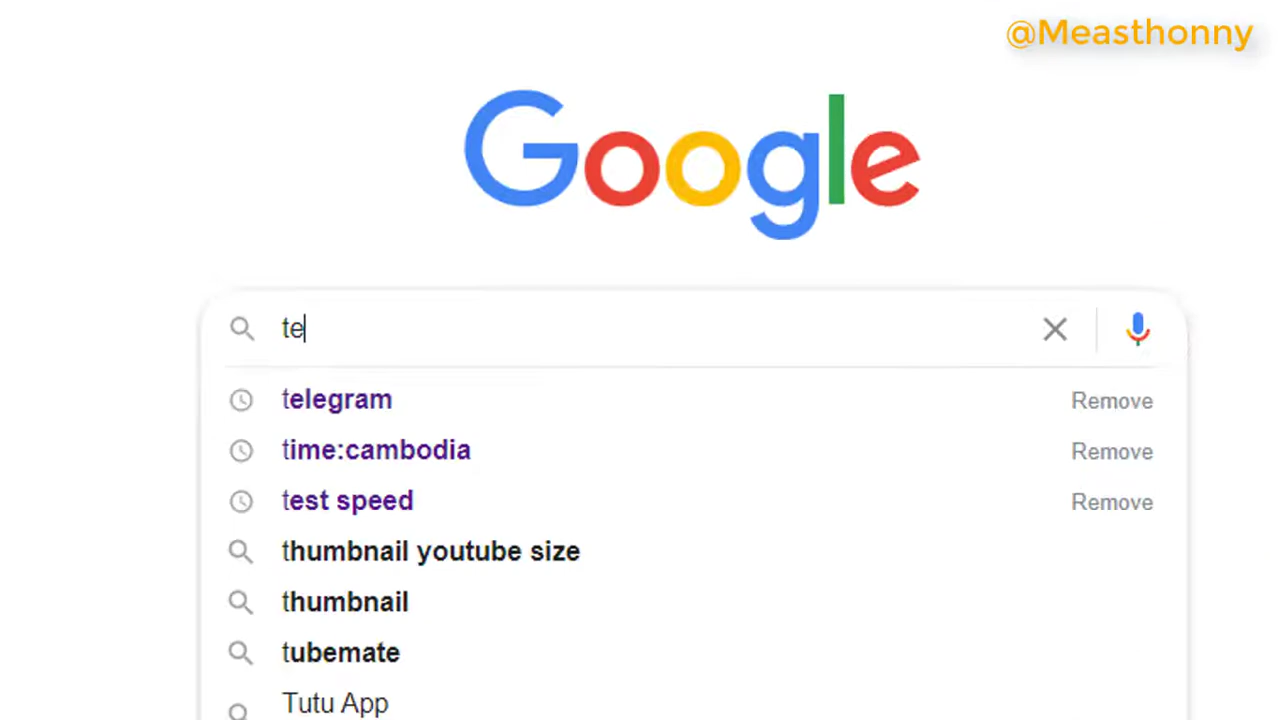 @Measthonny
Google
te
telegram Remove
time:cambodia Remove
test speed Remove
thumbnail youtube size
thumbnail
tubemate
Tutu App